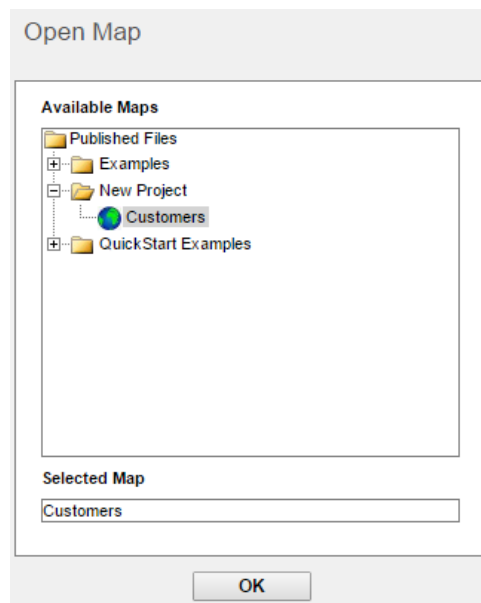 Open Map
Available Maps
Published Files
Examples
New Project
Customers
QuickStart Examples
Selected Map
Customers
OK